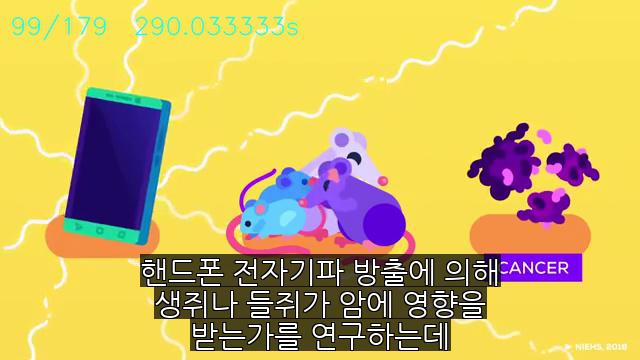 99/179 290.033333s
핸드폰 전자기파 방출에 의해
생쥐나 들쥐가 암에 영향을
받는가를 연구하는데
CANCER
NIEHS, 2018